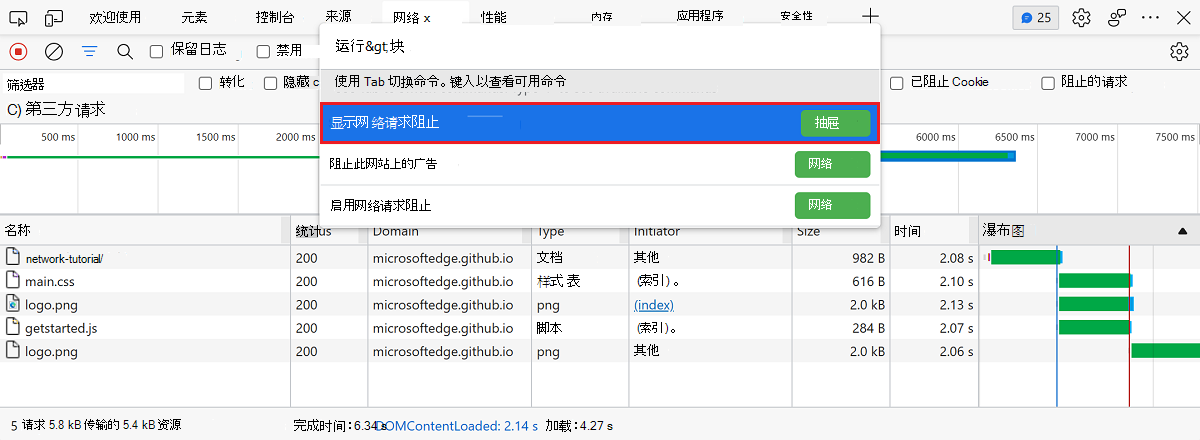 欢迎使用 元素 控制台 来源 网络 x 性能 内存 应用程序 安全性 25
保留日志 禁用
运行&gt块
筛选器 转化 隐藏 c 已阻止 Cookie 阻止的请求
使用 Tab 切换命令。键入以查看可用命令
C) 第三方请求
显示网络请求阻止 抽屉
500 ms 1000 ms 1500 ms 2000 ms 6000 ms 6500 ms 7000 ms 7500 ms
阻止此网站上的广告 网络
启用网络请求阻止 网络
名称 统计us Domain Type Initiator Size 时间 瀑布图
network-tutorial/ 200 microsoftedge.github.io 文档 其他 982 B 2.08 s
main.css 200 microsoftedge.github.io 样式 表 (索引) 。 616 B 2.10 s
logo.png 200 microsoftedge.github.io png (index) 2.0 kB 2.13 s
getstarted.js 200 microsoftedge.github.io 脚本 (索引) 。 284 B 2.07 s
logo.png 200 microsoftedge.github.io png 其他 2.0 kB 2.06 s
5 请求 5.8 kB 传输的 5.4 kB 资源 完成时间:6.34 s DOMContentLoaded: 2.14 s 加载:4.27 s